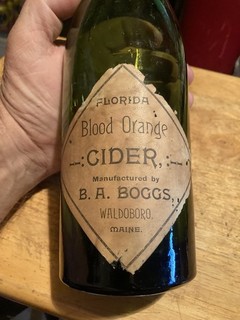 FLORIDA
Blood Orange
-:CIDER,:-
Manufactured by
B. A. BOGGS,
WALDOBORO,
MAINE.